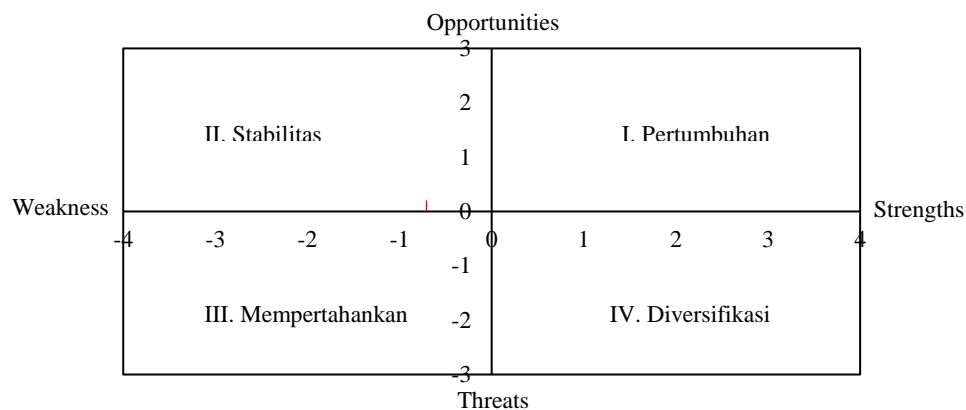 Opportunities
3
II. Stabilitas
2
I. Pertumbuhan
1
Weakness
0
Strengths
-4 -3 -2 -1 0 1 2 3 4
-1
III. Mempertahankan
-2
IV. Diversifikasi
-3
Threats